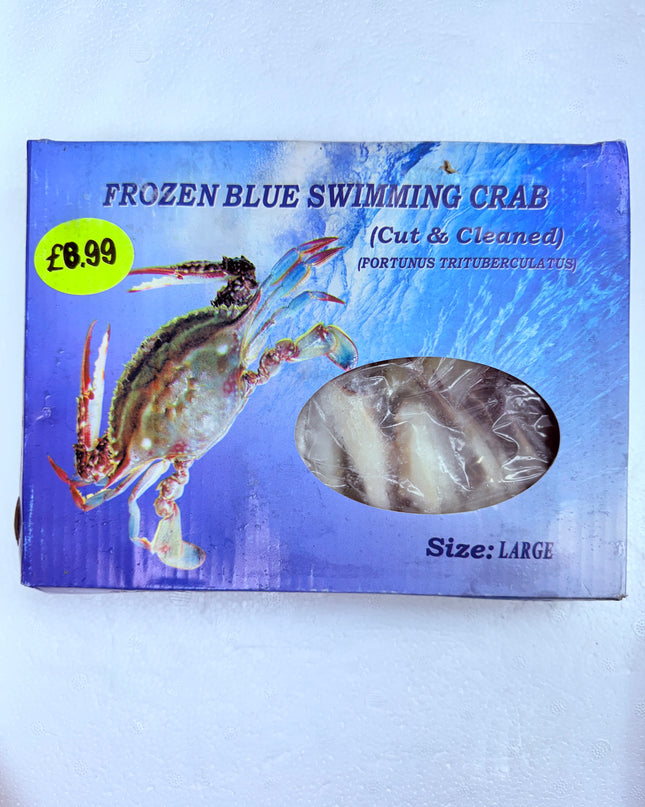 FROZEN BLUE SWIMMING CRAB
(Cut & Cleaned)
(PORTUNUS TRITUBERCULATUS)
£6.99
Size: LARGE